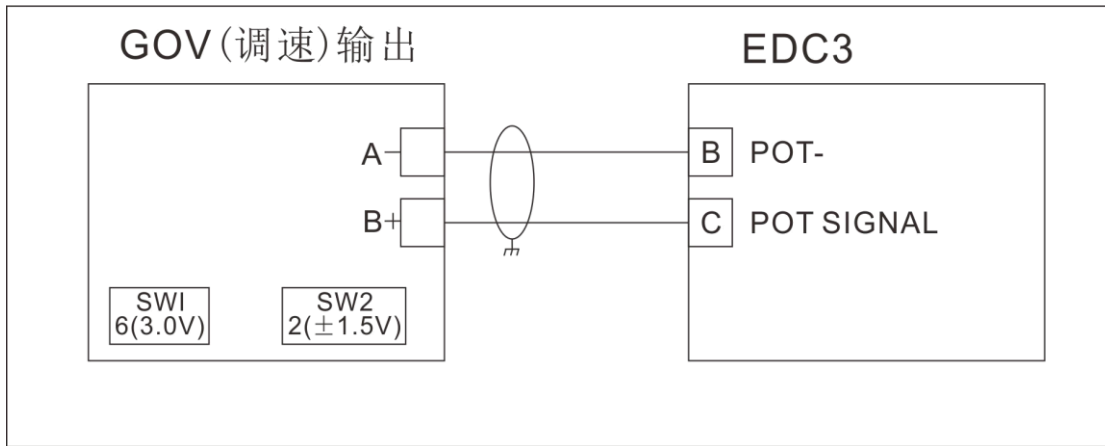 GOV(调速)输出
EDC3
A-
B POT-
B+
C POT SIGNAL
SWI
6(3.0V)
SW2
2(±1.5V)